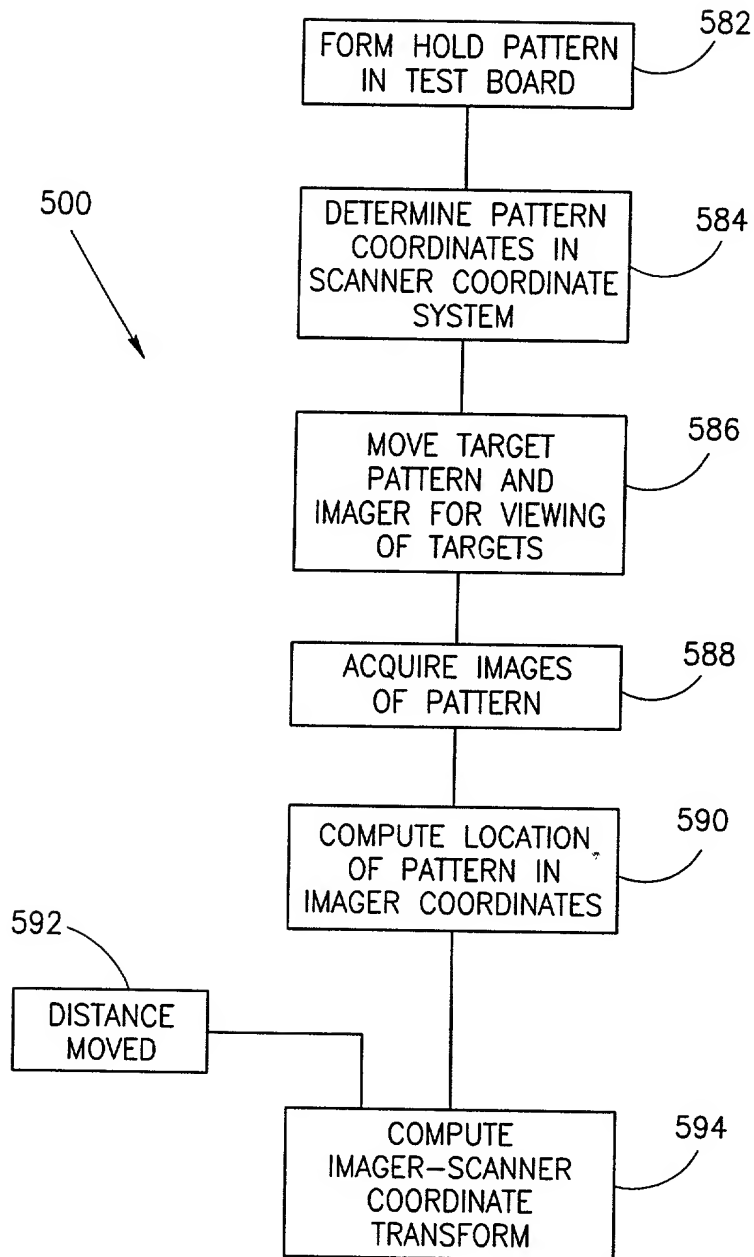 582
FORM HOLD PATTERN
IN TEST BOARD
500
584
DETERMINE PATTERN
COORDINATES IN
SCANNER COORDINATE
SYSTEM
586
MOVE TARGET
PATTERN AND
IMAGER FOR VIEWING
OF TARGETS
588
ACQUIRE IMAGES
OF PATTERN
590
COMPUTE LOCATION
OF PATTERN IN
IMAGER COORDINATES
592
DISTANCE
MOVED
594
COMPUTE
IMAGER-SCANNER
COORDINATE
TRANSFORM